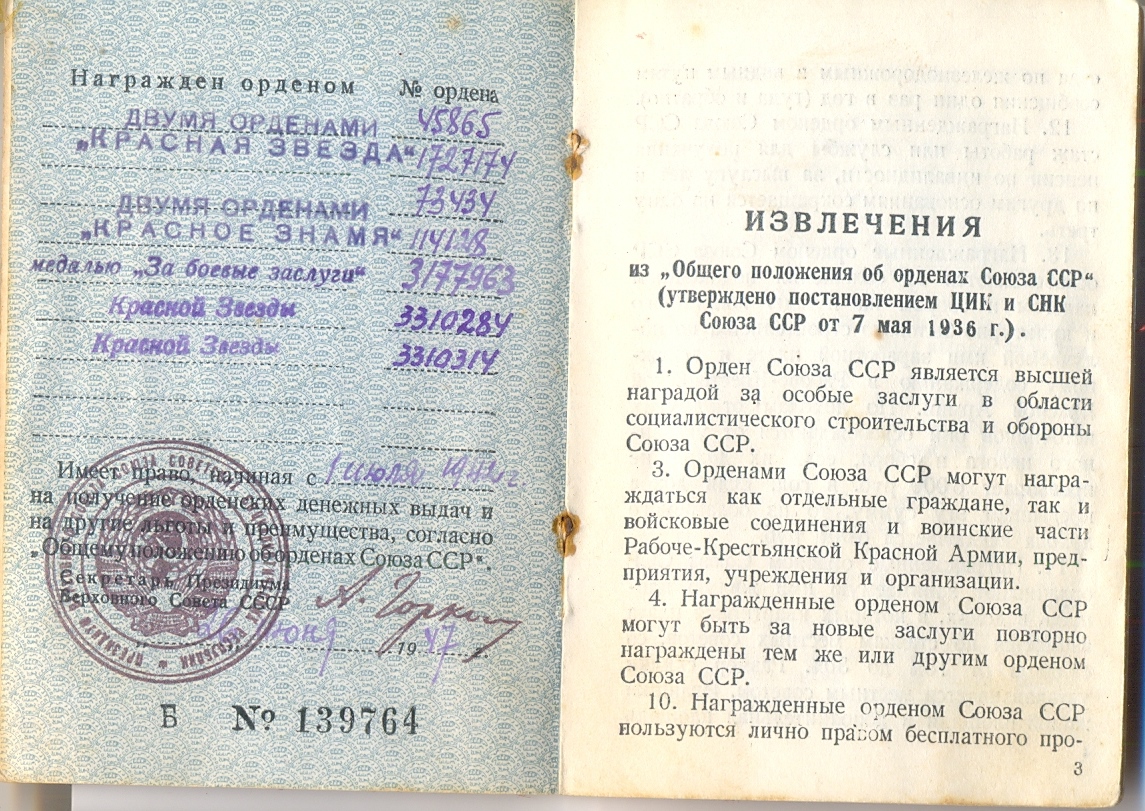 Награжден орденом № ордена
ДВУМЯ ОРДЕНАМИ 45865
„КРАСНАЯ ЗВЕЗДА“ 1727174
ДВУМЯ ОРДЕНАМИ 73434
„КРАСНОЕ ЗНАМЯ“
медалью „За боевые заслуги“ 3177963
Красной Звезды 3310284
Красной Звезды 3310314
Имеет право, начиная с 1 июля 1942 г.
на получение орденских денежных выдач и
на другие льготы и преимущества, согласно
„Общему положению об орденах Союза ССР“.
Секретарь Президиума
Верховного Совета СССР А. Горкин
июня 1947 г.
Б № 139764
ИЗВЛЕЧЕНИЯ
из „Общего положения об орденах Союза ССР“
(утверждено постановлением ЦИК и СНК
Союза ССР от 7 мая 1936 г.).
1. Орден Союза ССР является высшей
наградой за особые заслуги в области
социалистического строительства и обороны
Союза ССР.
3. Орденами Союза ССР могут награ-
ждаться как отдельные граждане, так и
войсковые соединения и воинские части
Рабоче-Крестьянской Красной Армии, пред-
приятия, учреждения и организации.
4. Награжденные орденом Союза ССР
могут быть за новые заслуги повторно
награждены тем же или другим орденом
Союза ССР.
10. Награжденные орденом Союза ССР
пользуются лично правом бесплатного про-
3